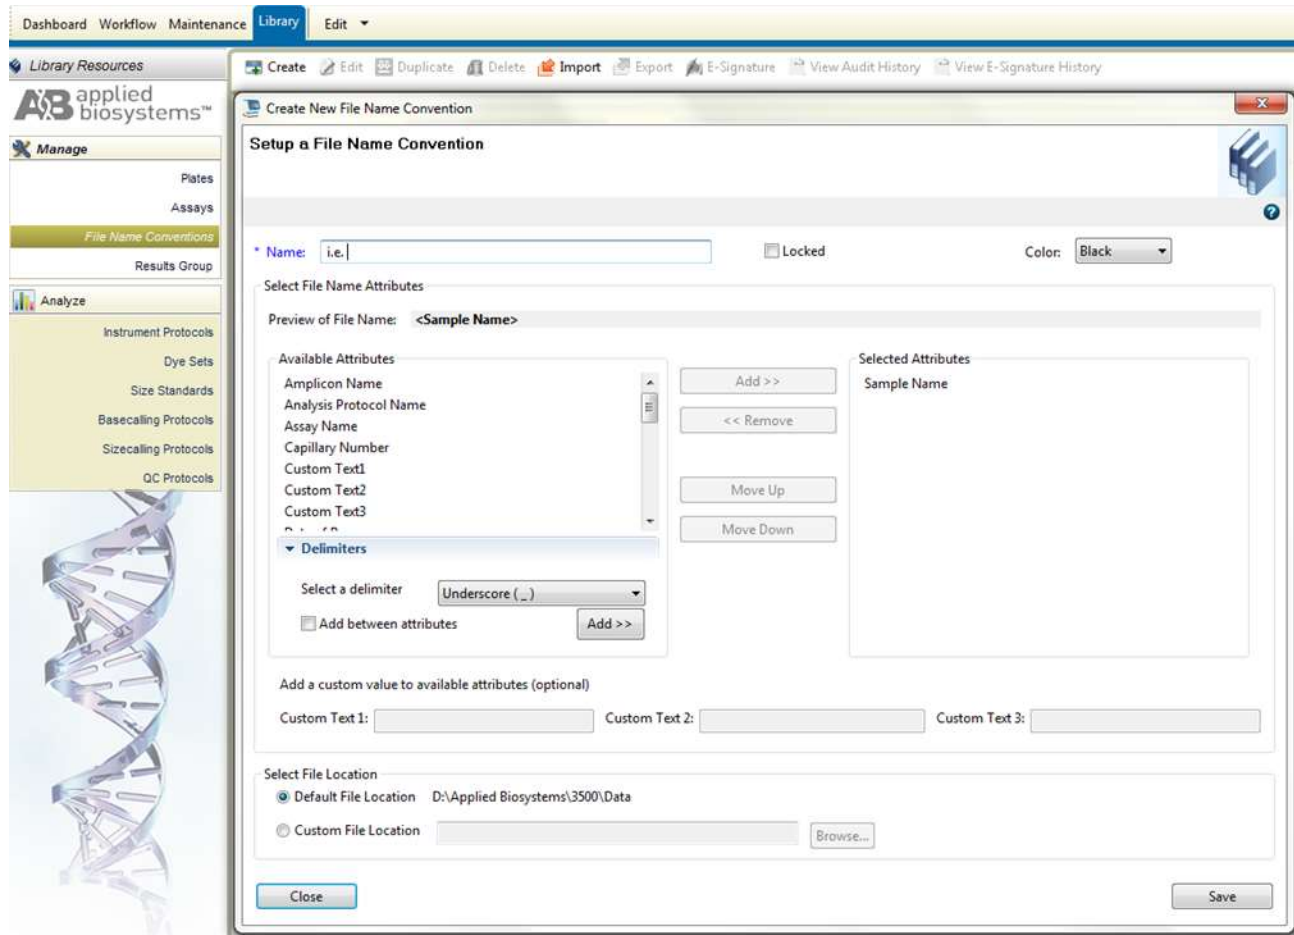 Dashboard Workflow Maintenance Library Edit
Library Resources
Create Edit Duplicate Delete Import Export E-Signature View Audit History View E-Signature History
AB applied biosystems™
Create New File Name Convention
Manage
Setup a File Name Convention
Plates
Assays
File Name Conventions
* Name: i.e. Locked Color: Black
Results Group
Select File Name Attributes
Analyze
Preview of File Name: <Sample Name>
Instrument Protocols
Dye Sets
Size Standards
Basecalling Protocols
Sizecalling Protocols
QC Protocols
Available Attributes
Amplicon Name
Analysis Protocol Name
Assay Name
Capillary Number
Custom Text1
Custom Text2
Custom Text3
Add >>
<< Remove
Move Up
Move Down
Selected Attributes
Sample Name
Delimiters
Select a delimiter Underscore ( _ )
Add between attributes Add >>
Add a custom value to available attributes (optional)
Custom Text 1: Custom Text 2: Custom Text 3:
Select File Location
Default File Location D:\Applied Biosystems\3500\Data
Custom File Location Browse...
Close Save